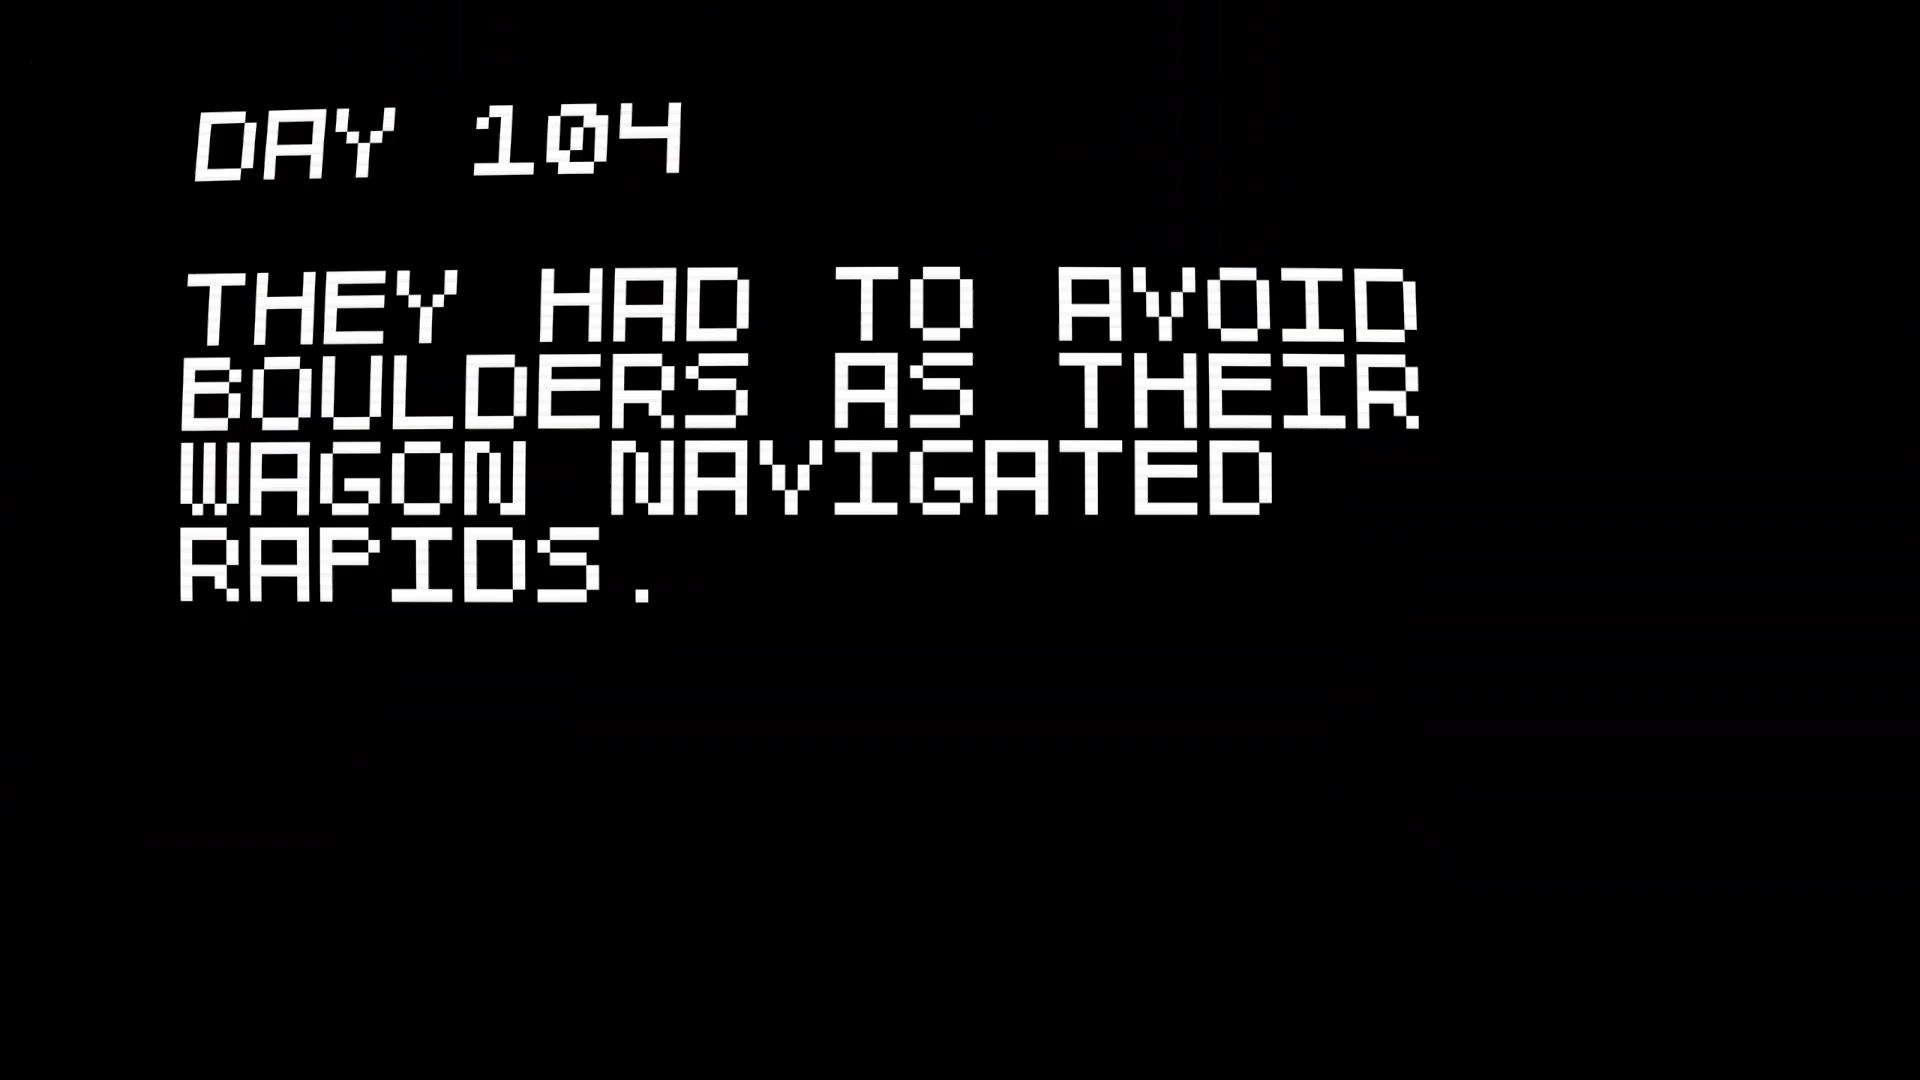 DAY 104
THEY HAD TO AVOID
BOULDERS AS THEIR
WAGON NAVIGATED
RAPIDS.